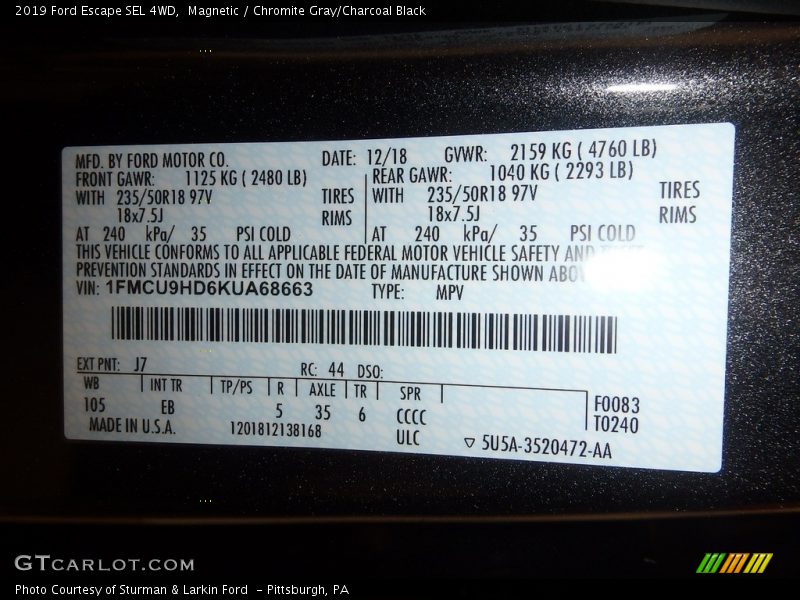 2019 Ford Escape SEL 4WD, Magnetic / Chromite Gray/Charcoal Black
MFD. BY FORD MOTOR CO. DATE: 12/18 GVWR: 2159 KG ( 4760 LB)
FRONT GAWR: 1125 KG ( 2480 LB) REAR GAWR: 1040 KG ( 2293 LB)
WITH 235/50R18 97V TIRES WITH 235/50R18 97V TIRES
18x7.5J RIMS 18x7.5J RIMS
AT 240 kPa/ 35 PSI COLD AT 240 kPa/ 35 PSI COLD
THIS VEHICLE CONFORMS TO ALL APPLICABLE FEDERAL MOTOR VEHICLE SAFETY AND
PREVENTION STANDARDS IN EFFECT ON THE DATE OF MANUFACTURE SHOWN
VIN: 1FMCU9HD6KUA68663 TYPE: MPV
EXT PNT: J7 RC: 44 DSO:
WB INT TR TP/PS R AXLE TR SPR
105 EB 5 35 6 CCCC F0083
MADE IN U.S.A. 1201812138168 ULC T0240
▽ 5U5A-3520472-AA
GTCARLOT.COM
Photo Courtesy of Sturman & Larkin Ford - Pittsburgh, PA